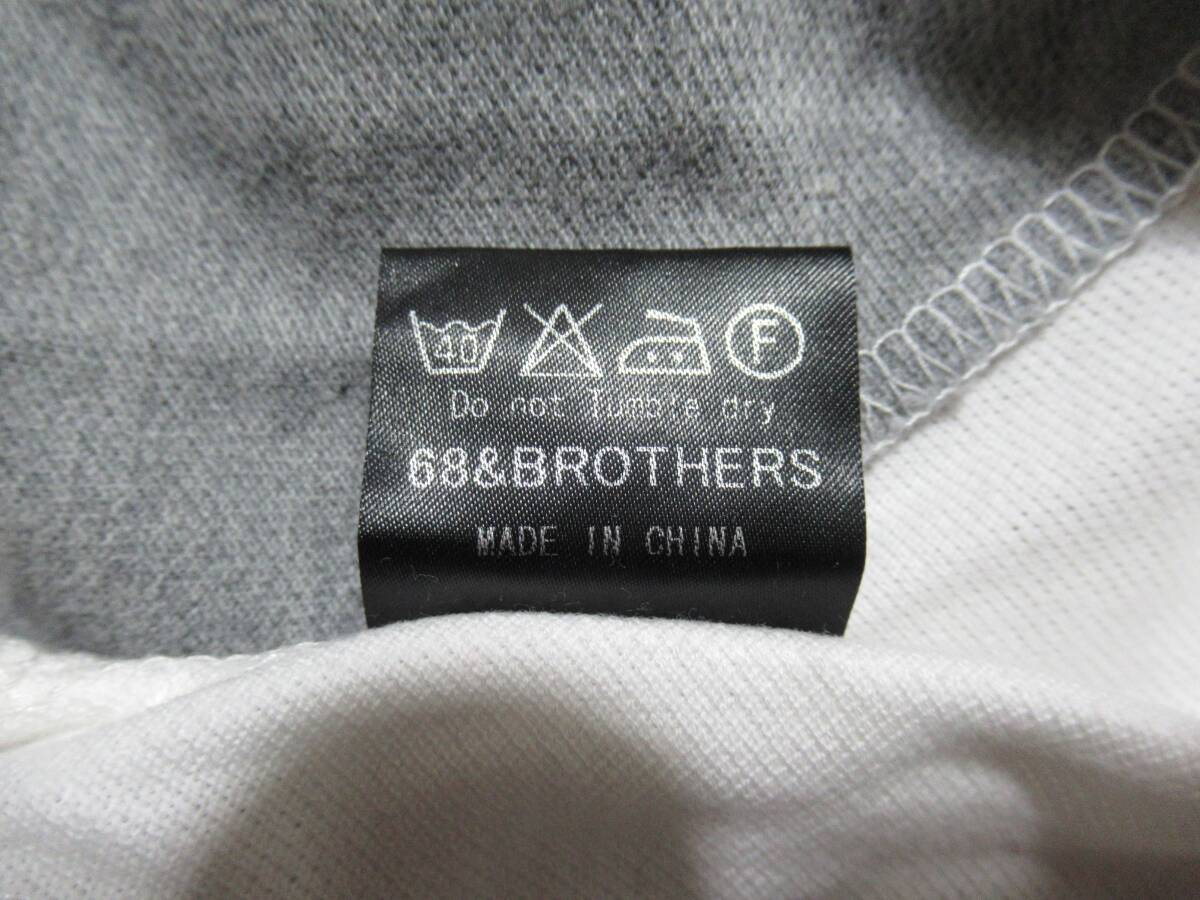 40 F
Do not Tumble dry
68&BROTHERS
MADE IN CHINA